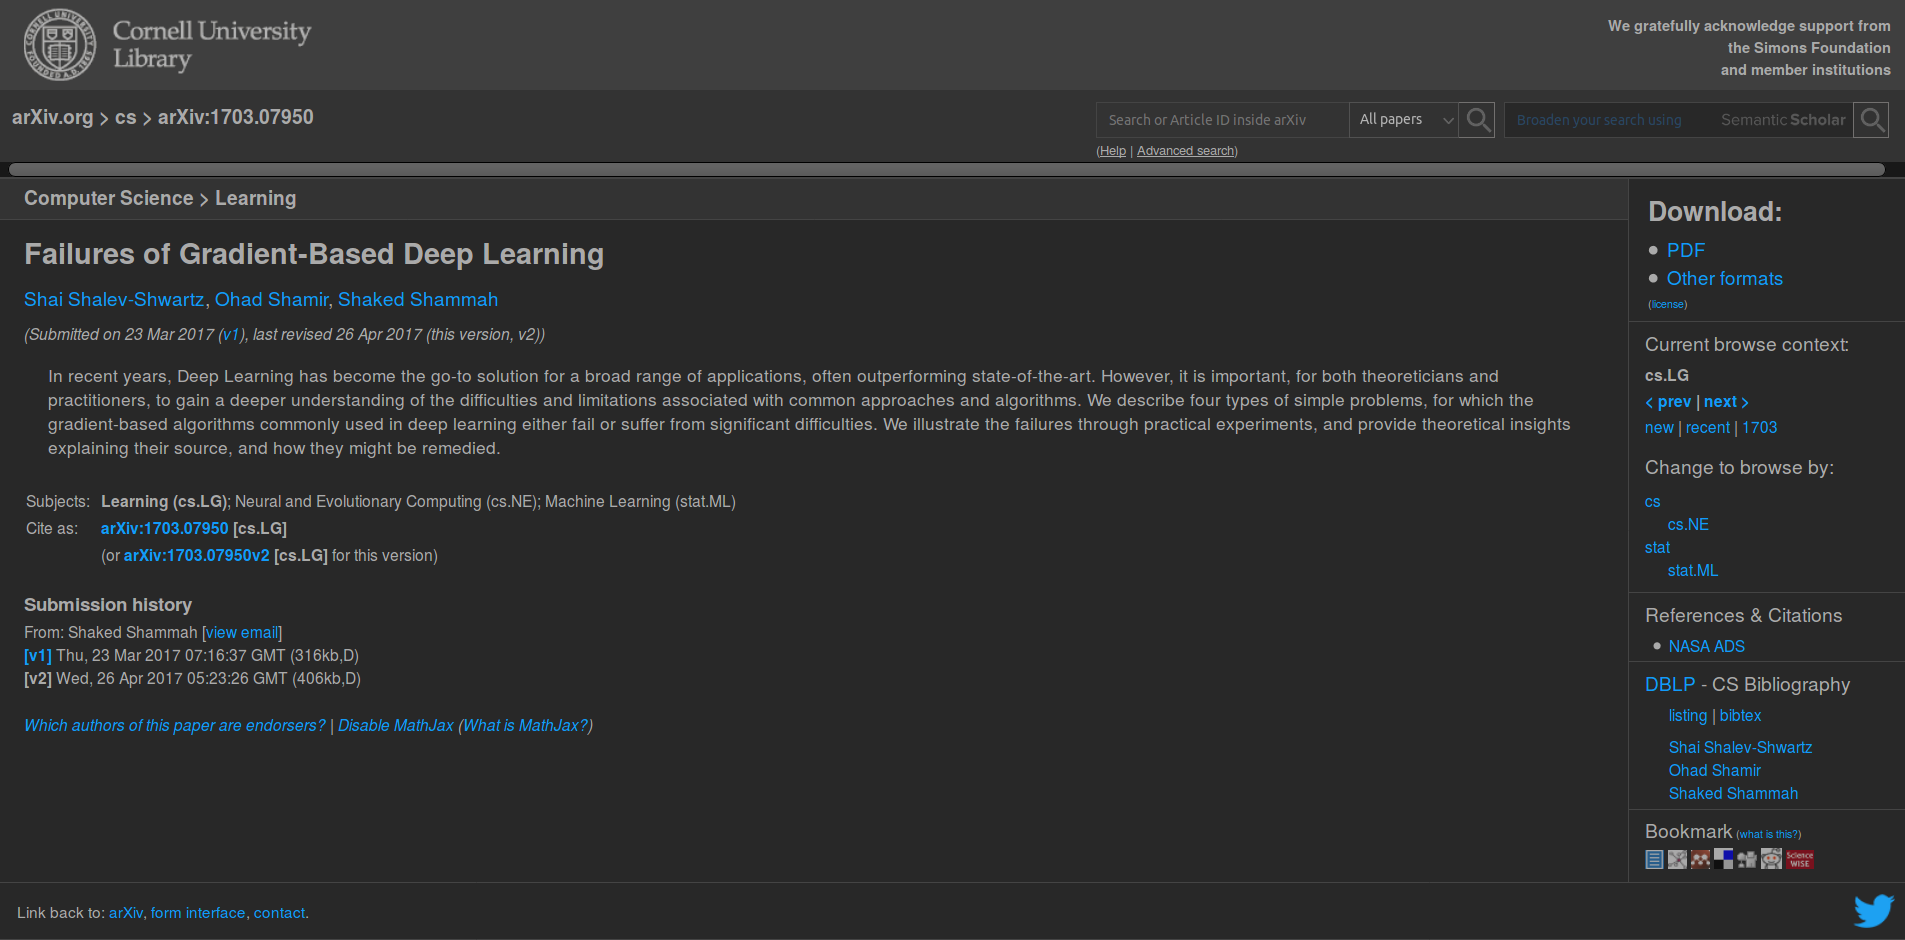 Cornell University
Library
We gratefully acknowledge support from
the Simons Foundation
and member institutions
arXiv.org > cs > arXiv:1703.07950
Search or Article ID inside arXiv
All papers
Broaden your search using
Semantic Scholar
(Help | Advanced search)
Computer Science > Learning
Failures of Gradient-Based Deep Learning
Shai Shalev-Shwartz, Ohad Shamir, Shaked Shammah
(Submitted on 23 Mar 2017 (v1), last revised 26 Apr 2017 (this version, v2))
In recent years, Deep Learning has become the go-to solution for a broad range of applications, often outperforming state-of-the-art. However, it is important, for both theoreticians and
practitioners, to gain a deeper understanding of the difficulties and limitations associated with common approaches and algorithms. We describe four types of simple problems, for which the
gradient-based algorithms commonly used in deep learning either fail or suffer from significant difficulties. We illustrate the failures through practical experiments, and provide theoretical insights
explaining their source, and how they might be remedied.
Subjects: Learning (cs.LG); Neural and Evolutionary Computing (cs.NE); Machine Learning (stat.ML)
Cite as: arXiv:1703.07950 [cs.LG]
(or arXiv:1703.07950v2 [cs.LG] for this version)
Submission history
From: Shaked Shammah [view email]
[v1] Thu, 23 Mar 2017 07:16:37 GMT (316kb,D)
[v2] Wed, 26 Apr 2017 05:23:26 GMT (406kb,D)
Which authors of this paper are endorsers? | Disable MathJax (What is MathJax?)
Download:
PDF
Other formats
(license)
Current browse context:
cs.LG
< prev | next >
new | recent | 1703
Change to browse by:
cs
cs.NE
stat
stat.ML
References & Citations
NASA ADS
DBLP - CS Bibliography
listing | bibtex
Shai Shalev-Shwartz
Ohad Shamir
Shaked Shammah
Bookmark (what is this?)
Science
WISE
Link back to: arXiv, form interface, contact.